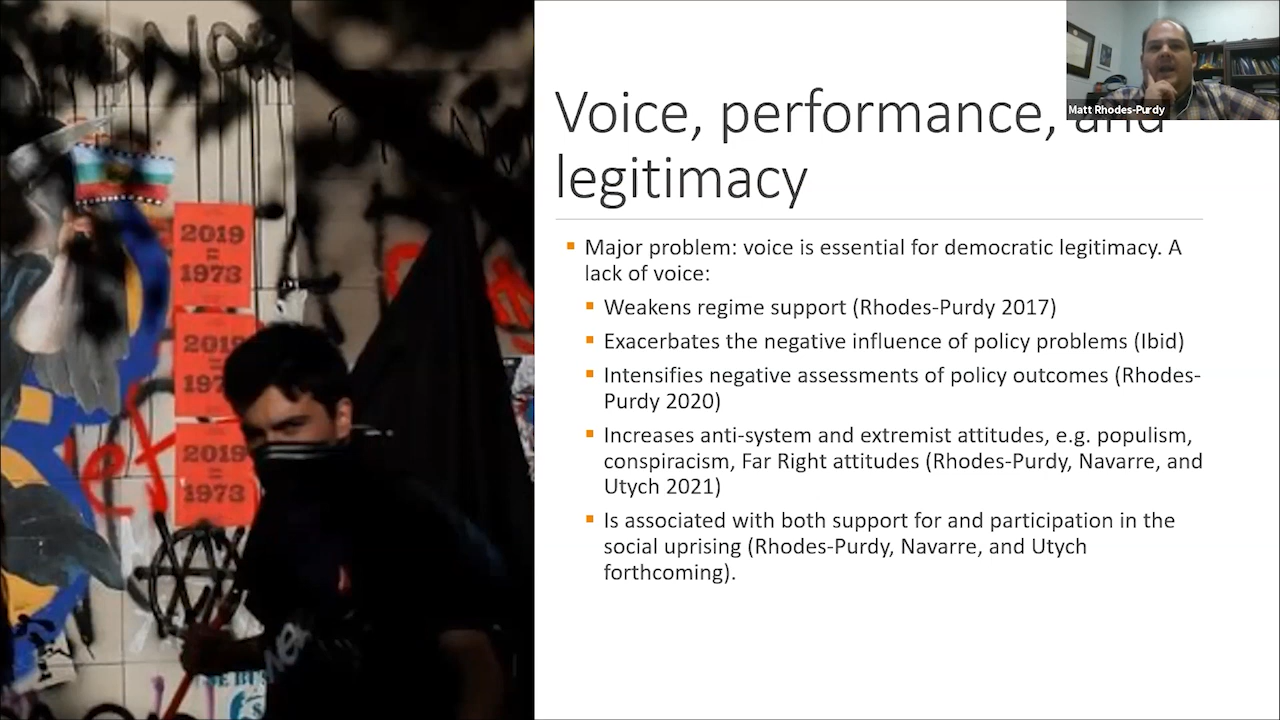 Matt Rhodes-Purdy
Voice, performance, and
legitimacy
Major problem: voice is essential for democratic legitimacy. A
lack of voice:
Weakens regime support (Rhodes-Purdy 2017)
Exacerbates the negative influence of policy problems (Ibid)
Intensifies negative assessments of policy outcomes (Rhodes-
Purdy 2020)
Increases anti-system and extremist attitudes, e.g. populism,
conspiracism, Far Right attitudes (Rhodes-Purdy, Navarre, and
Utych 2021)
Is associated with both support for and participation in the
social uprising (Rhodes-Purdy, Navarre, and Utych
forthcoming).
2019
=
1973
2019
=
197
2019
=
1973